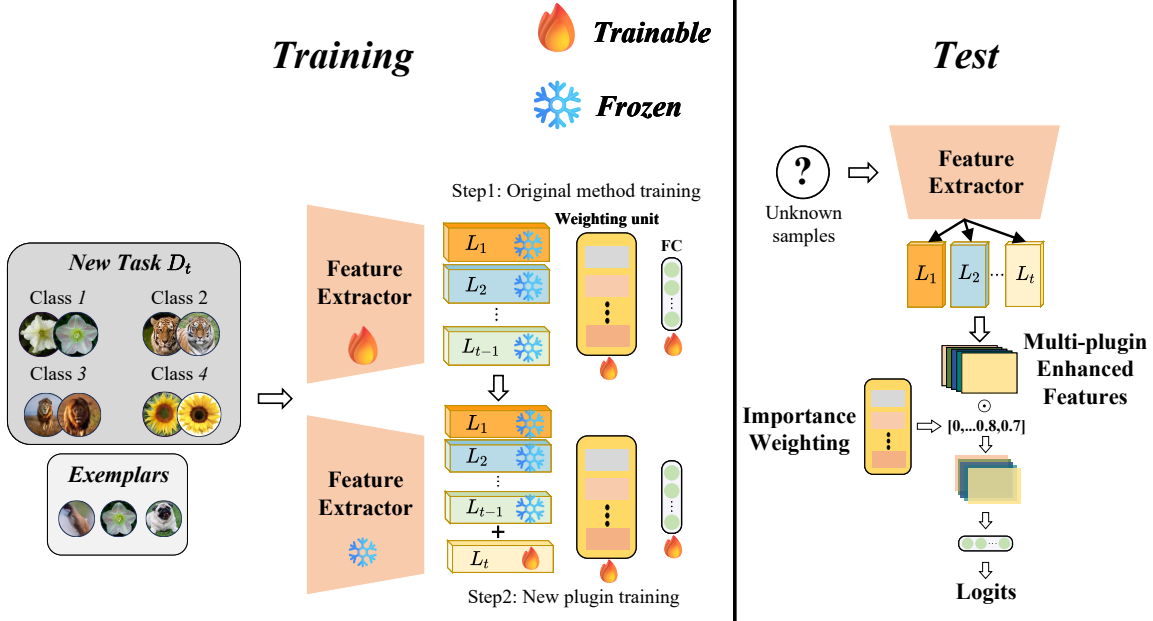 Training
Trainable
Frozen
Step1: Original method training
Weighting unit
FC
New Task D_t
Class 1
Class 2
Class 3
Class 4
Exemplars
Feature
Extractor
L_1
L_2
⋮
L_{t−1}
Feature
Extractor
L_1
L_2
⋮
L_{t−1}
+
L_t
Step2: New plugin training
Test
?
Unknown
samples
Feature
Extractor
L_1
L_2
...
L_t
Multi-plugin
Enhanced
Features
⊙
Importance
Weighting
[0,...0.8,0.7]
Logits